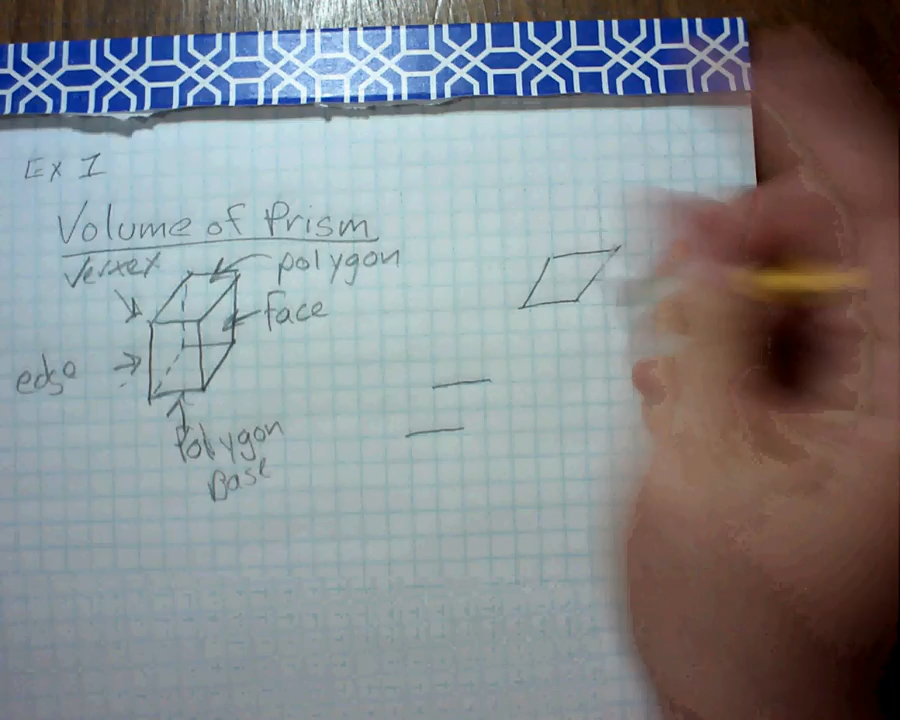 Ex 1
Volume of Prism
Vertex
polygon
face
edge
Polygon
Base